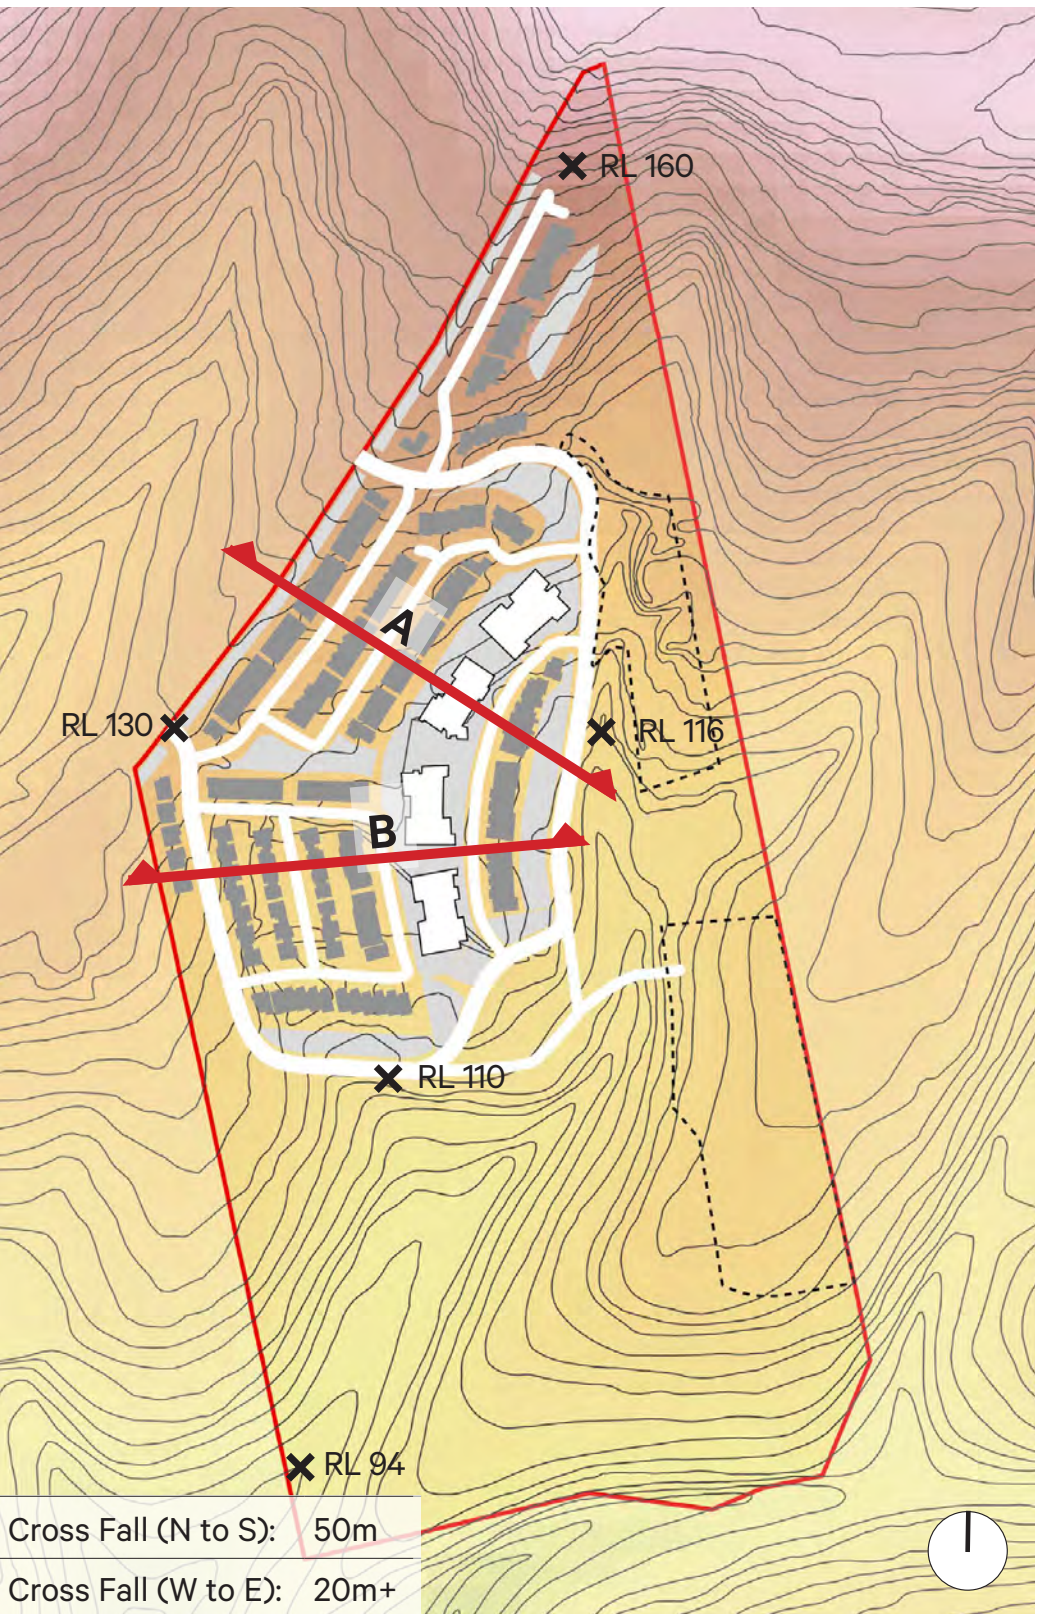 RL 160
A
RL 130
RL 116
B
RL 110
RL 94
Cross Fall (N to S): 50m
Cross Fall (W to E): 20m+